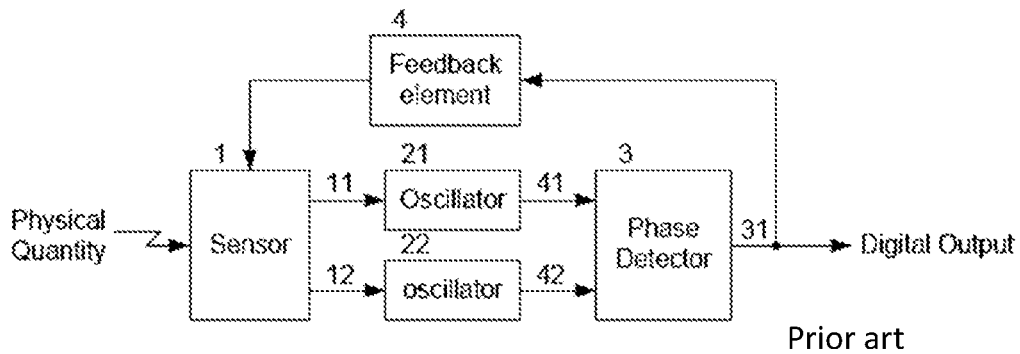 4
Feedback
element
1
21
3
11
Oscillator
41
Physical
Quantity
Sensor
22
Phase
Detector
31
Digital Output
12
oscillator
42
Prior art